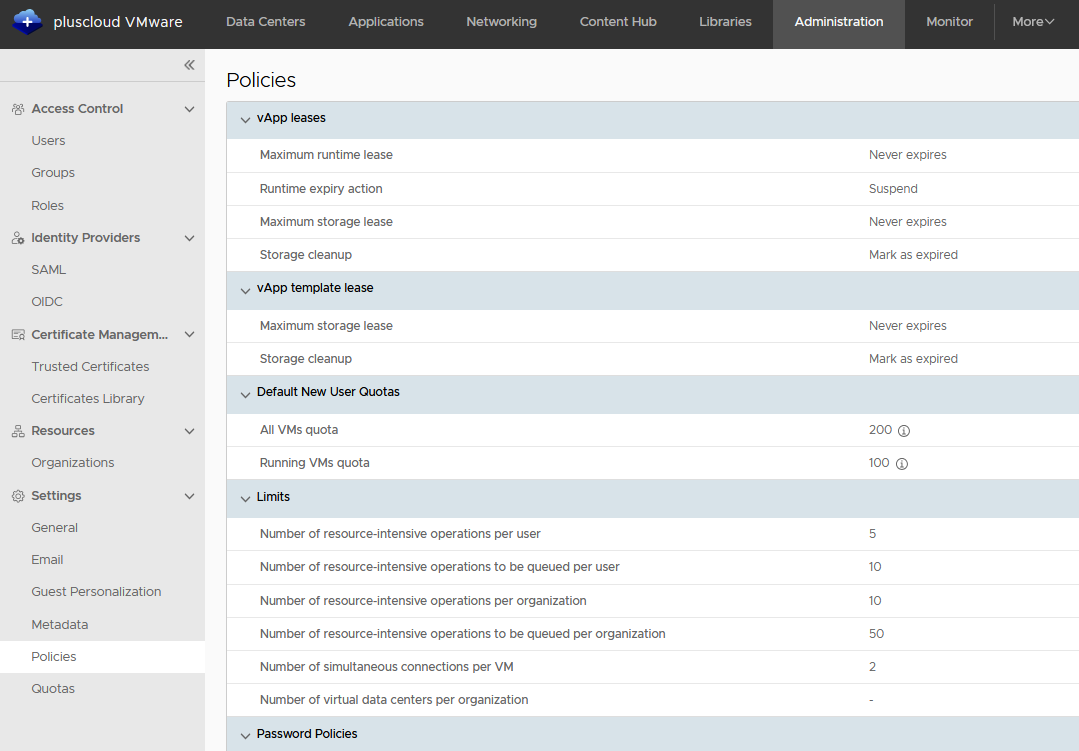 pluscloud VMware
Data Centers Applications Networking Content Hub Libraries Administration Monitor More
Policies
Access Control
Users
Groups
Roles
Identity Providers
SAML
OIDC
Certificate Managem...
Trusted Certificates
Certificates Library
Resources
Organizations
Settings
General
Email
Guest Personalization
Metadata
Policies
Quotas
vApp leases
Maximum runtime lease Never expires
Runtime expiry action Suspend
Maximum storage lease Never expires
Storage cleanup Mark as expired
vApp template lease
Maximum storage lease Never expires
Storage cleanup Mark as expired
Default New User Quotas
All VMs quota 200
Running VMs quota 100
Limits
Number of resource-intensive operations per user 5
Number of resource-intensive operations to be queued per user 10
Number of resource-intensive operations per organization 10
Number of resource-intensive operations to be queued per organization 50
Number of simultaneous connections per VM 2
Number of virtual data centers per organization -
Password Policies